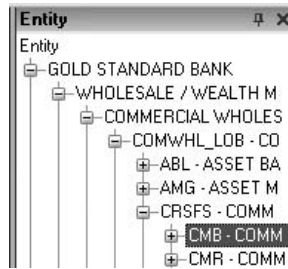 Entity
Entity
GOLD STANDARD BANK
WHOLESALE / WEALTH M
COMMERCIAL WHOLES
COMWHL_LOB - CO
ABL - ASSET BA
AMG - ASSET M
CRSFS - COMM
CMB - COMM
CMR - COMM